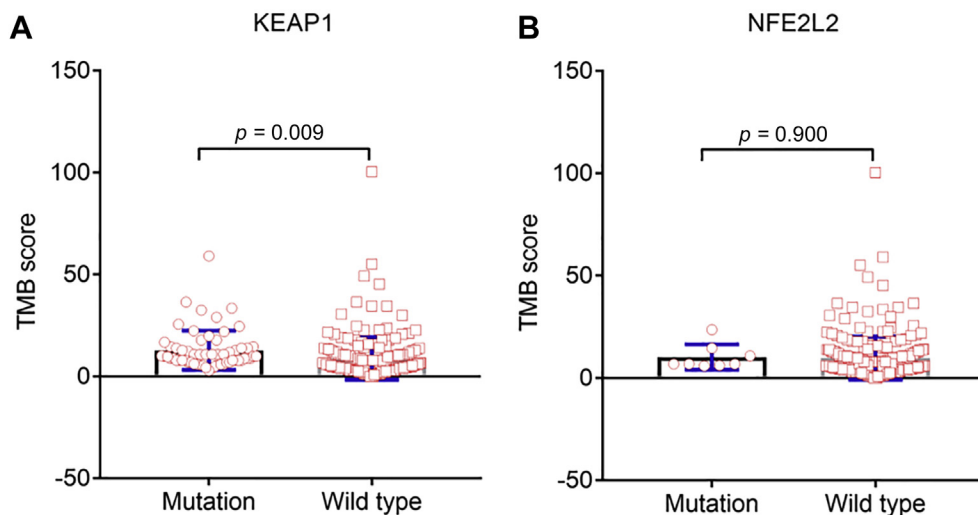 A
KEAP1
150
p = 0.009
100
TMB score
50
0
-50
Mutation
Wild type
B
NFE2L2
150
p = 0.900
100
TMB score
50
0
-50
Mutation
Wild type